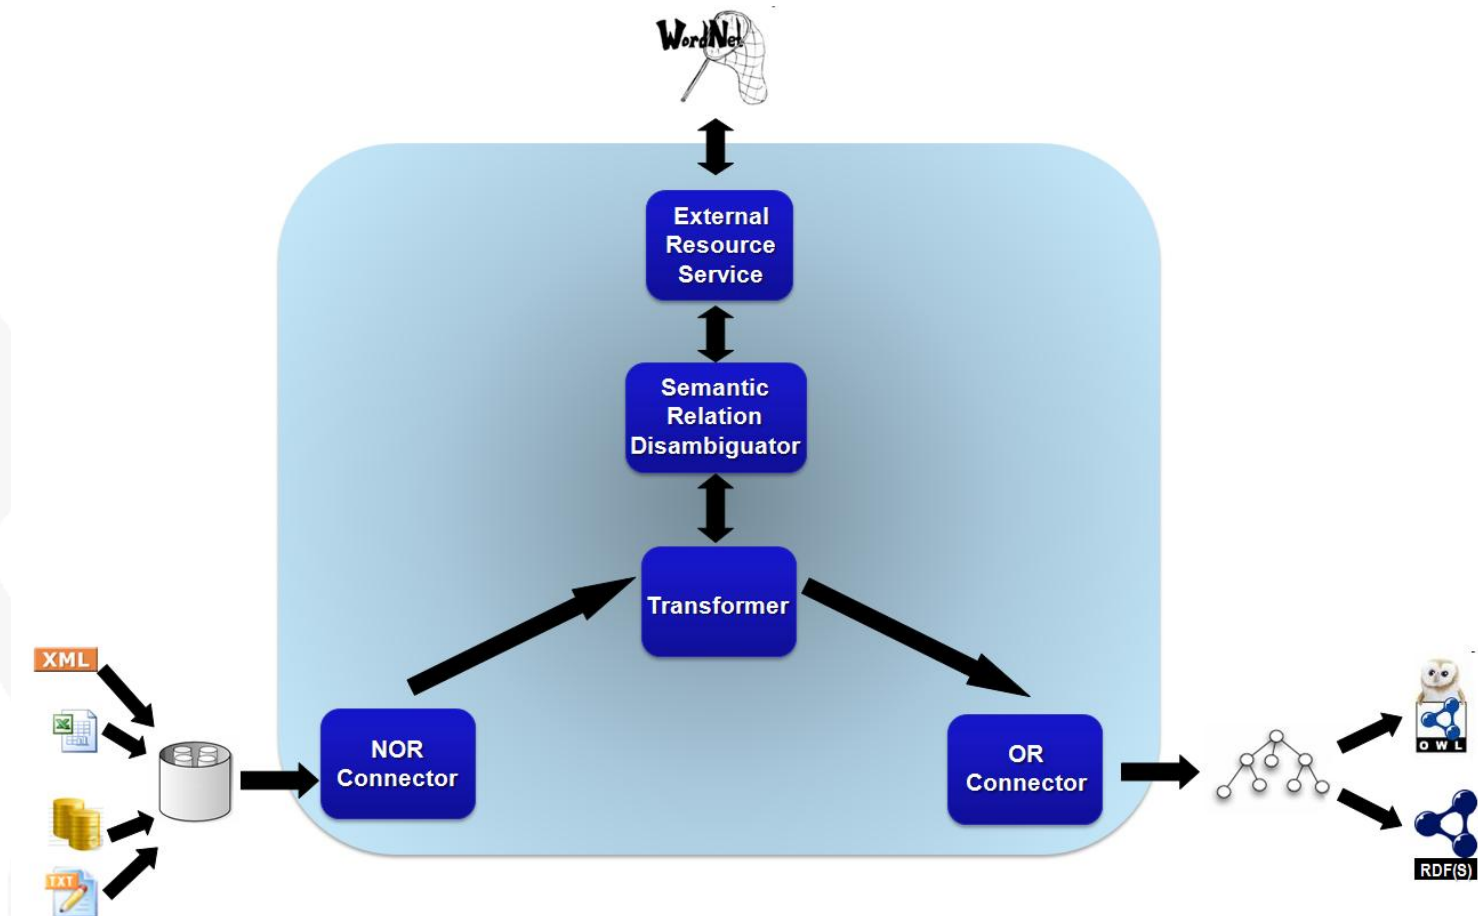 WordNet
External
Resource
Service
Semantic
Relation
Disambiguator
Transformer
XML
NOR
Connector
OR
Connector
OWL
TXT
RDF(S)